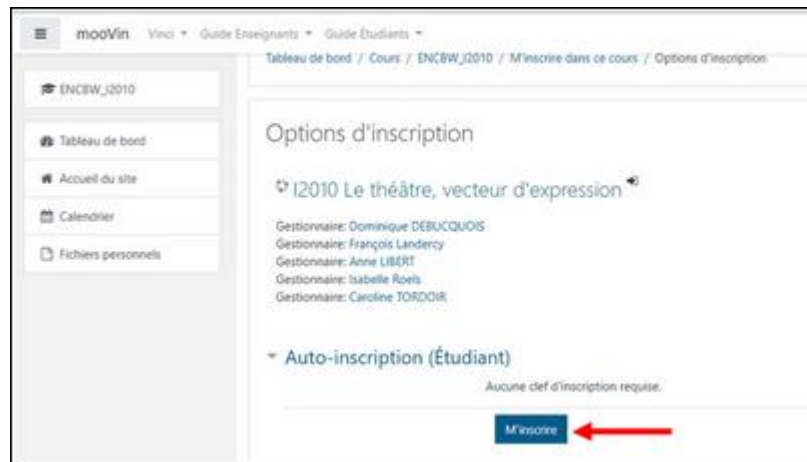 mooVin Vinci Guide Enseignants Guide Étudiants
Tableau de bord / Cours / ENCBW_I2010 / M'inscrire dans ce cours / Options d'inscription
ENCBW_I2010
Tableau de bord
Accueil du site
Calendrier
Fichiers personnels
Options d'inscription
I2010 Le théâtre, vecteur d'expression
Gestionnaire: Dominique DEBUCQUOIS
Gestionnaire: François Landercy
Gestionnaire: Anne LIBERT
Gestionnaire: Isabelle Roels
Gestionnaire: Caroline TORDOIR
Auto-inscription (Étudiant)
Aucune clef d'inscription requise.
M'inscrire